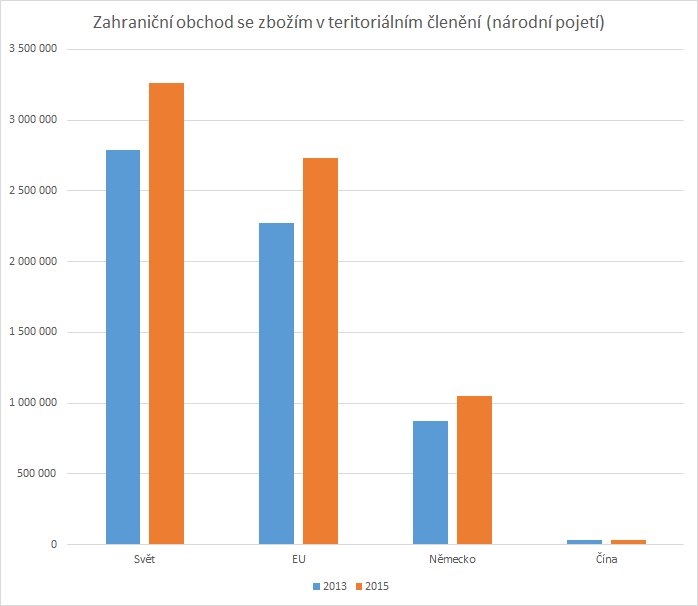 Zahraniční obchod se zbožím v teritoriálním členění (národní pojetí)
3 500 000
3 000 000
2 500 000
2 000 000
1 500 000
1 000 000
500 000
0
Svět EU Německo Čína
2013 2015